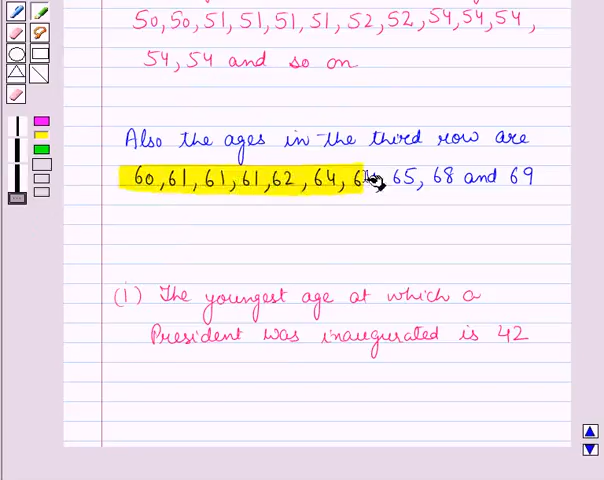 50, 50, 51, 51, 51, 51, 52, 52, 54, 54, 54,
54, 54 and so on
Also the ages in the third row are
60, 61, 61, 61, 62, 64, 65, 68 and 69
(i) The youngest age at which a
President was inaugurated is 42